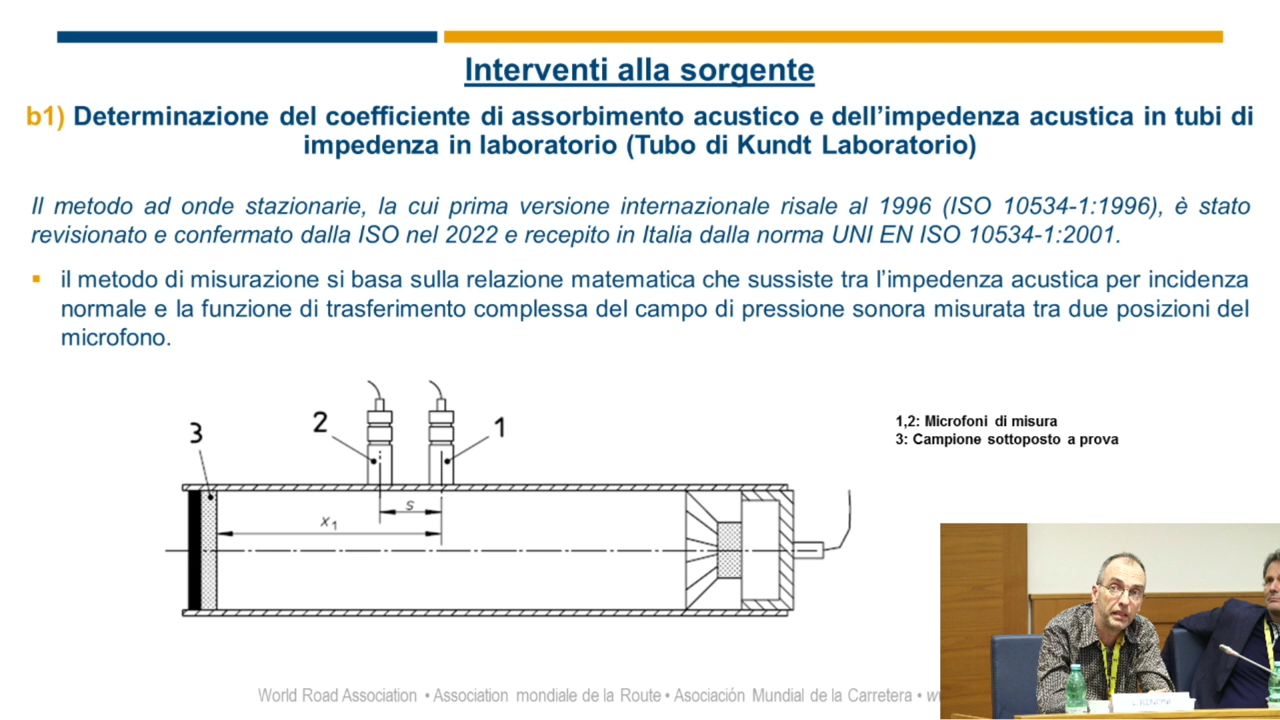 Interventi alla sorgente
b1) Determinazione del coefficiente di assorbimento acustico e dell’impedenza acustica in tubi di
impedenza in laboratorio (Tubo di Kundt Laboratorio)
Il metodo ad onde stazionarie, la cui prima versione internazionale risale al 1996 (ISO 10534-1:1996), è stato
revisionato e confermato dalla ISO nel 2022 e recepito in Italia dalla norma UNI EN ISO 10534-1:2001.
▪ il metodo di misurazione si basa sulla relazione matematica che sussiste tra l’impedenza acustica per incidenza
normale e la funzione di trasferimento complessa del campo di pressione sonora misurata tra due posizioni del
microfono.
3
2
1
s
x1
1,2: Microfoni di misura
3: Campione sottoposto a prova
World Road Association • Association mondiale de la Route • Asociación Mundial de la Carretera •